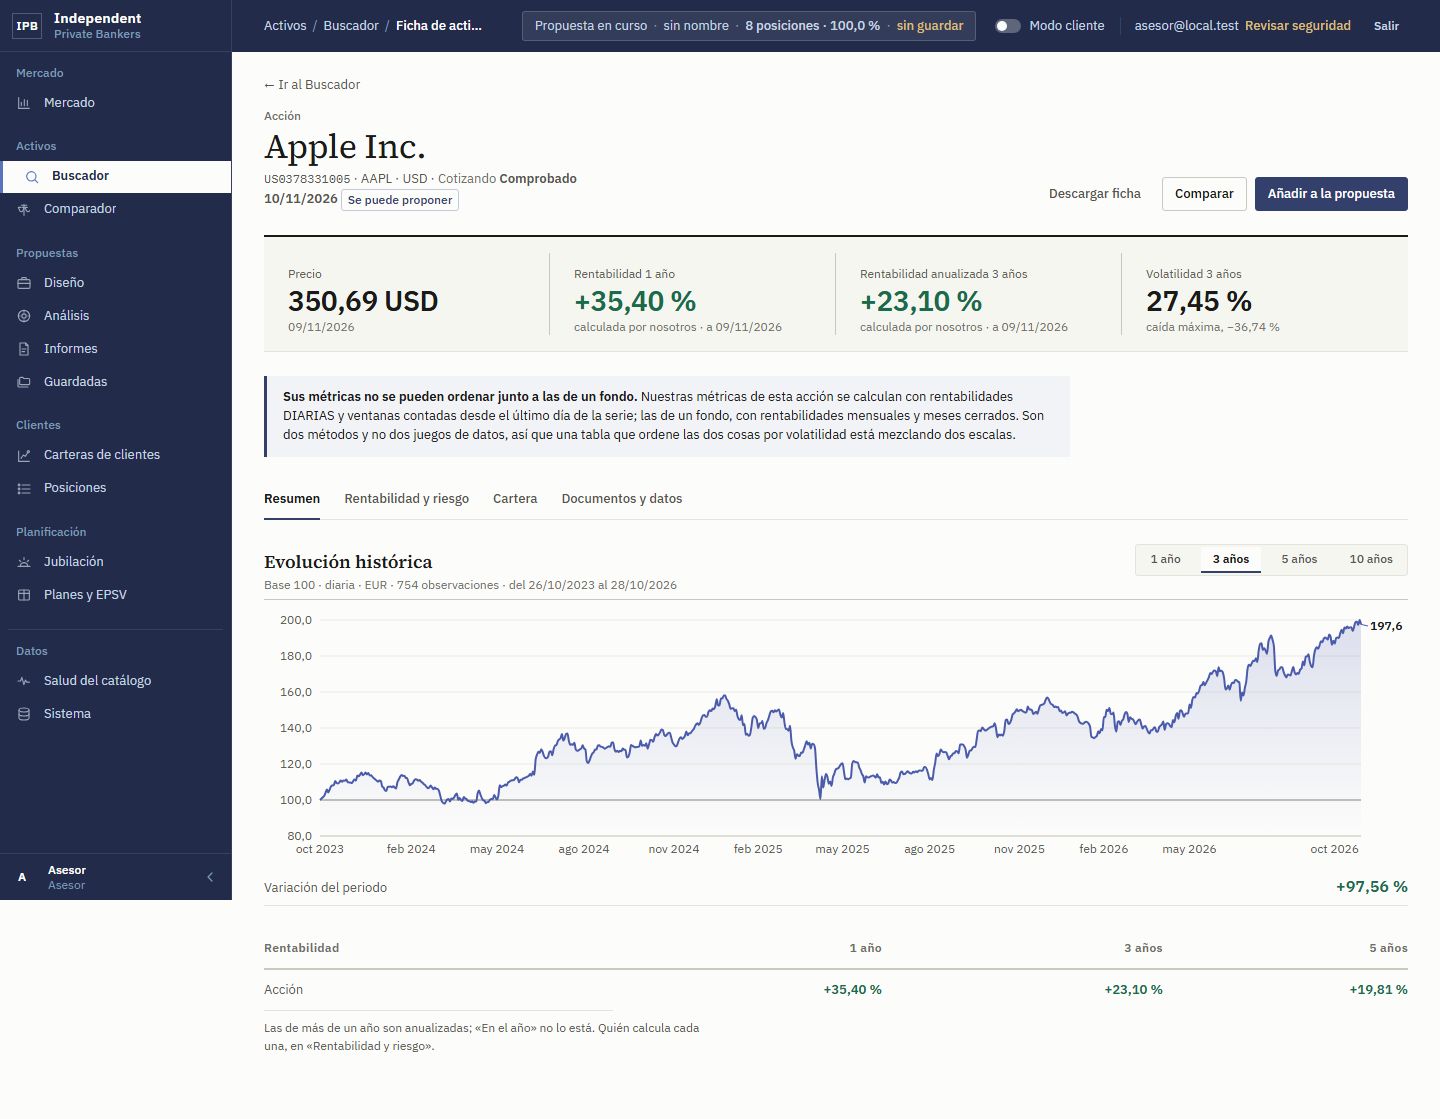 IPB
Independent
Private Bankers
Activos / Buscador / Ficha de acti...
Propuesta en curso · sin nombre · 8 posiciones · 100,0 % · sin guardar
Modo cliente
asesor@local.test
Revisar seguridad
Salir
Mercado
Mercado
Activos
Buscador
Comparador
Propuestas
Diseño
Análisis
Informes
Guardadas
Clientes
Carteras de clientes
Posiciones
Planificación
Jubilación
Planes y EPSV
Datos
Salud del catálogo
Sistema
A
Asesor
Asesor
← Ir al Buscador
Acción
Apple Inc.
US0378331005 · AAPL · USD · Cotizando Comprobado
10/11/2026 Se puede proponer
Descargar ficha
Comparar
Añadir a la propuesta
Precio
350,69 USD
09/11/2026
Rentabilidad 1 año
+35,40 %
calculada por nosotros · a 09/11/2026
Rentabilidad anualizada 3 años
+23,10 %
calculada por nosotros · a 09/11/2026
Volatilidad 3 años
27,45 %
caída máxima, −36,74 %
Sus métricas no se pueden ordenar junto a las de un fondo. Nuestras métricas de esta acción se calculan con rentabilidades
DIARIAS y ventanas contadas desde el último día de la serie; las de un fondo, con rentabilidades mensuales y meses cerrados. Son
dos métodos y no dos juegos de datos, así que una tabla que ordene las dos cosas por volatilidad está mezclando dos escalas.
Resumen
Rentabilidad y riesgo
Cartera
Documentos y datos
Evolución histórica
Base 100 · diaria · EUR · 754 observaciones · del 26/10/2023 al 28/10/2026
1 año
3 años
5 años
10 años
200,0
180,0
160,0
140,0
120,0
100,0
80,0
197,6
oct 2023
feb 2024
may 2024
ago 2024
nov 2024
feb 2025
may 2025
ago 2025
nov 2025
feb 2026
may 2026
oct 2026
Variación del periodo
+97,56 %
Rentabilidad
1 año
3 años
5 años
Acción
+35,40 %
+23,10 %
+19,81 %
Las de más de un año son anualizadas; «En el año» no lo está. Quién calcula cada
una, en «Rentabilidad y riesgo».